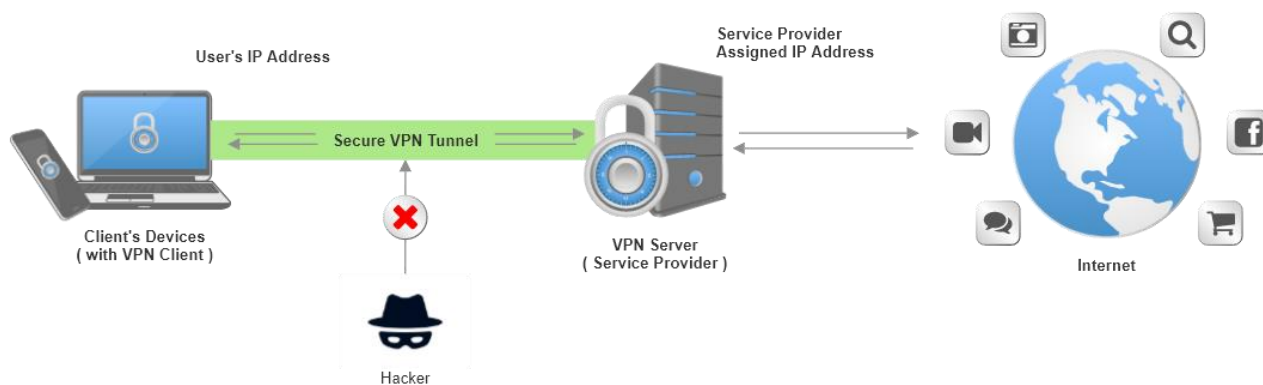 Service Provider
Assigned IP Address
User's IP Address
Secure VPN Tunnel
f
Client's Devices
( with VPN Client )
VPN Server
( Service Provider )
Internet
Hacker